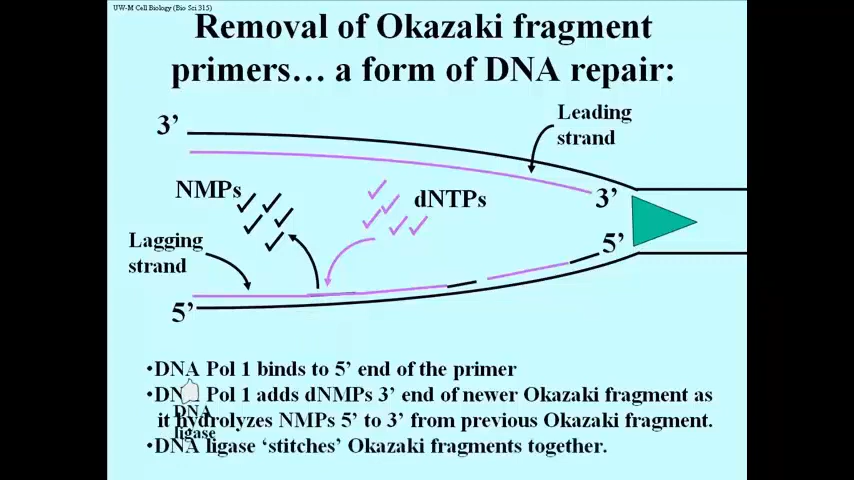 UW-M Cell Biology (Bio Sci 315)
Removal of Okazaki fragment
primers… a form of DNA repair:
Leading
strand
3’
NMPs
dNTPs
3’
Lagging
strand
5’
5’
•DNA Pol 1 binds to 5’ end of the primer
•DNA Pol 1 adds dNMPs 3’ end of newer Okazaki fragment as
it hydrolyzes NMPs 5’ to 3’ from previous Okazaki fragment.
DNA
ligase
•DNA ligase ‘stitches’ Okazaki fragments together.